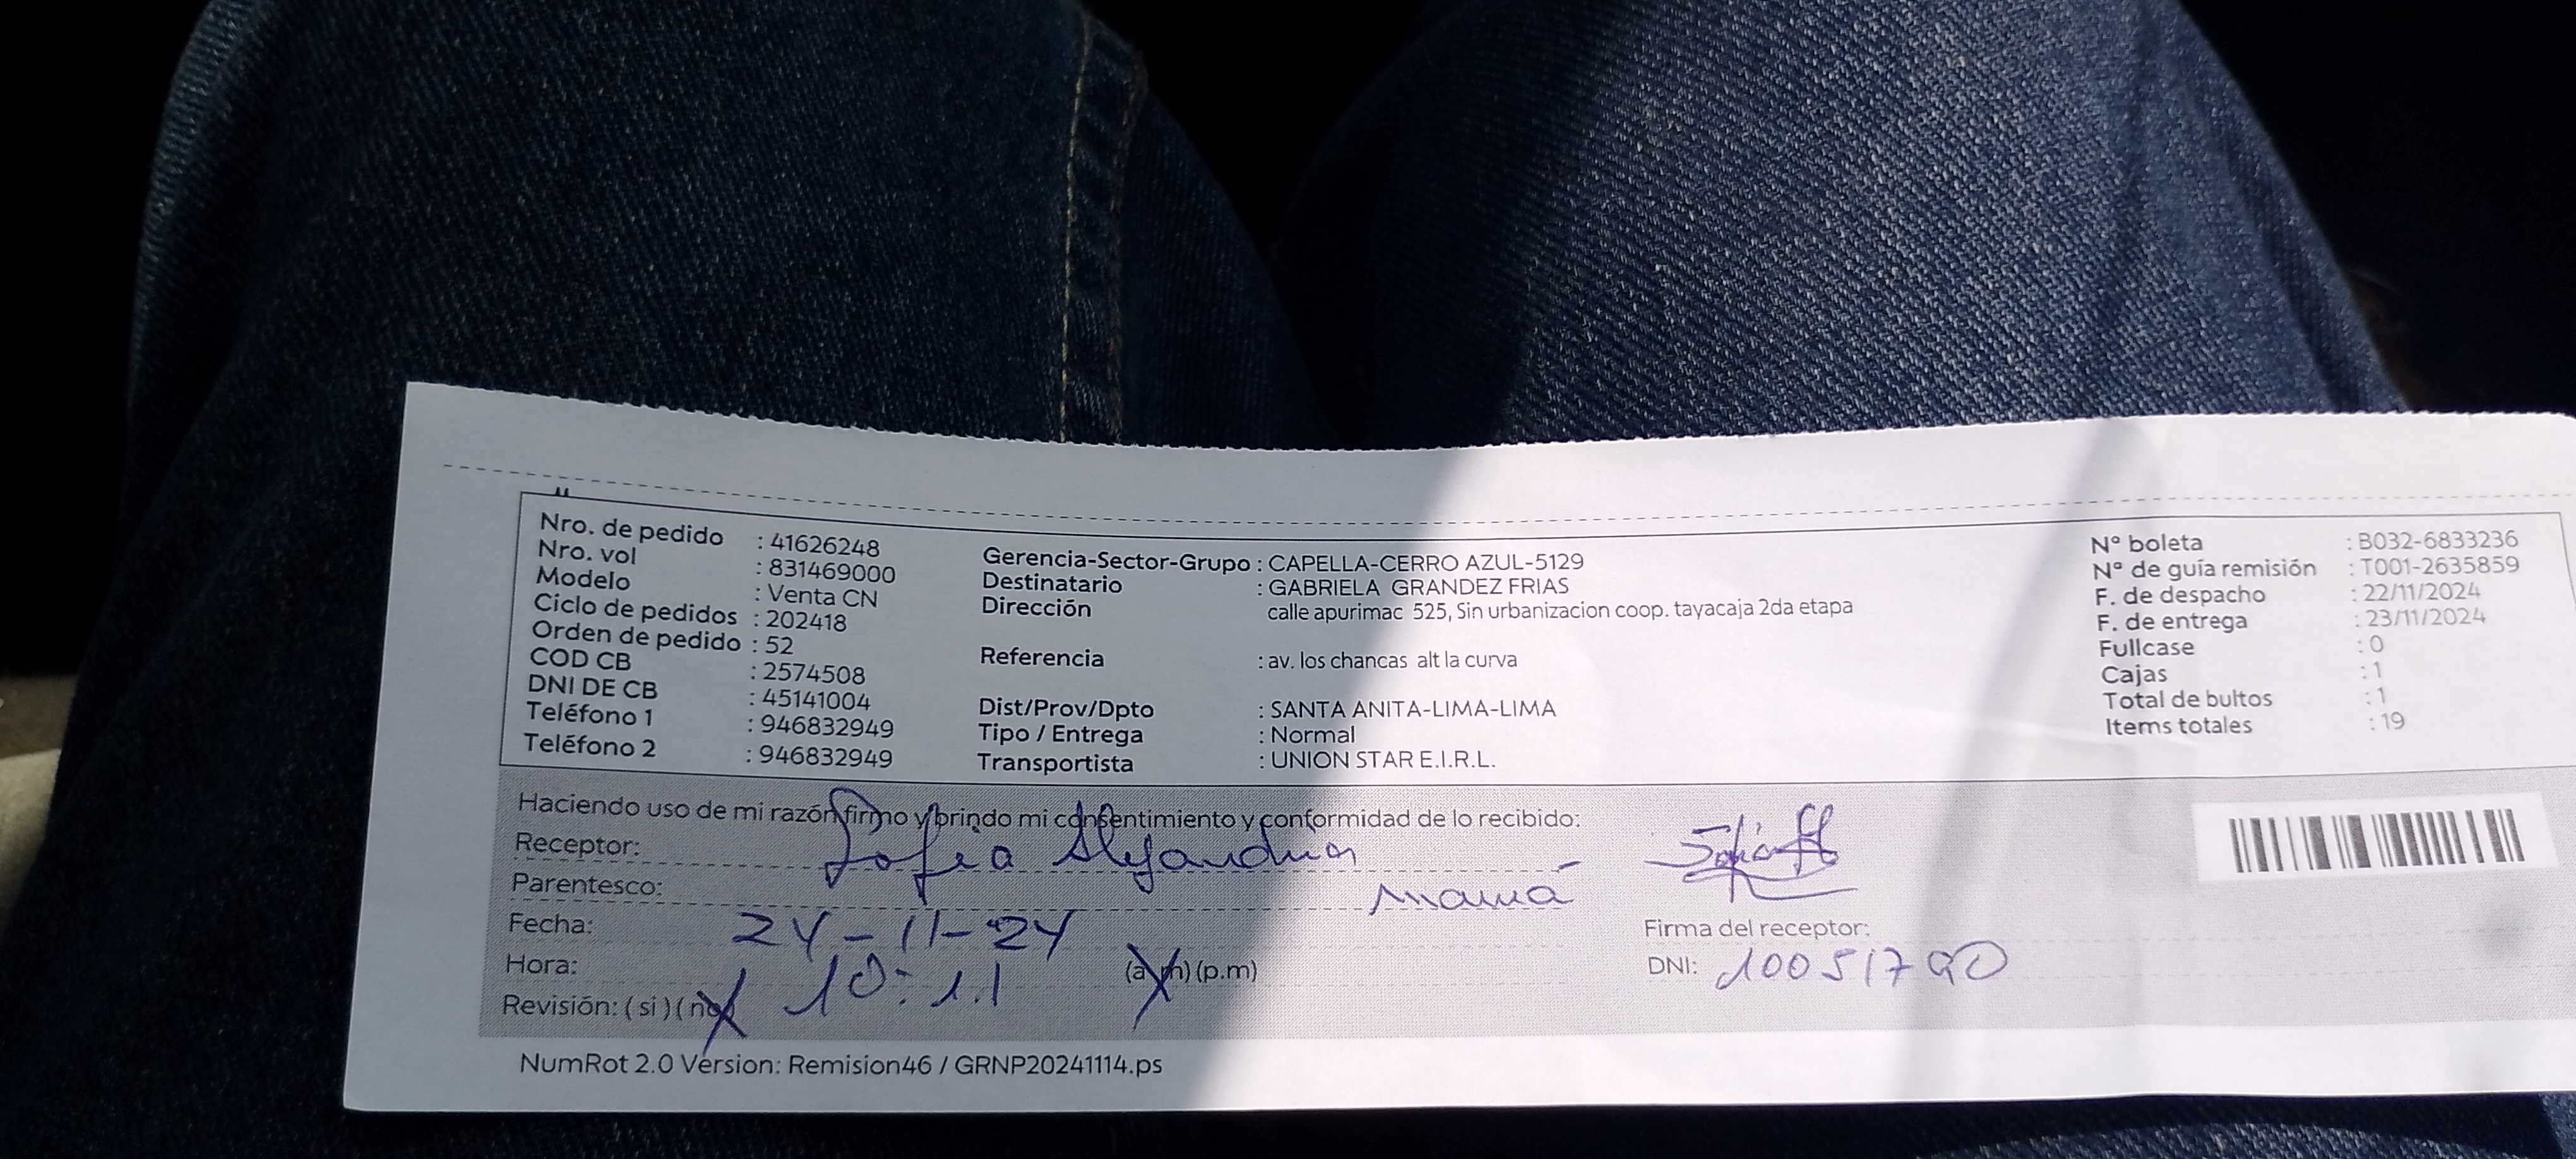 Nro. de pedido : 41626248
Nro. vol : 831469000
Modelo : Venta CN
Ciclo de pedidos : 202418
Orden de pedido : 52
COD CB : 2574508
DNI DE CB : 45141004
Teléfono 1 : 946832949
Teléfono 2 : 946832949
Gerencia-Sector-Grupo : CAPELLA-CERRO AZUL-5129
Destinatario : GABRIELA GRANDEZ FRIAS
Dirección calle apurimac 525, Sin urbanizacion coop. tayacaja 2da etapa
Referencia : av. los chancas alt la curva
Dist/Prov/Dpto : SANTA ANITA-LIMA-LIMA
Tipo / Entrega : Normal
Transportista : UNION STAR E.I.R.L.
N° boleta : B032-6833236
N° de guía remisión : T001-2635859
F. de despacho : 22/11/2024
F. de entrega : 23/11/2024
Fullcase : 0
Cajas : 1
Total de bultos : 1
Items totales : 19
Haciendo uso de mi razón firmo y brindo mi consentimiento y conformidad de lo recibido:
Receptor: Sofia Alejandria
Parentesco: mamá
Fecha: 24-11-24
Hora: 10:11 (a.m) (p.m)
Revisión: ( si ) ( no )
Firma del receptor:
DNI: 10051790
NumRot 2.0 Version: Remision46 / GRNP20241114.ps